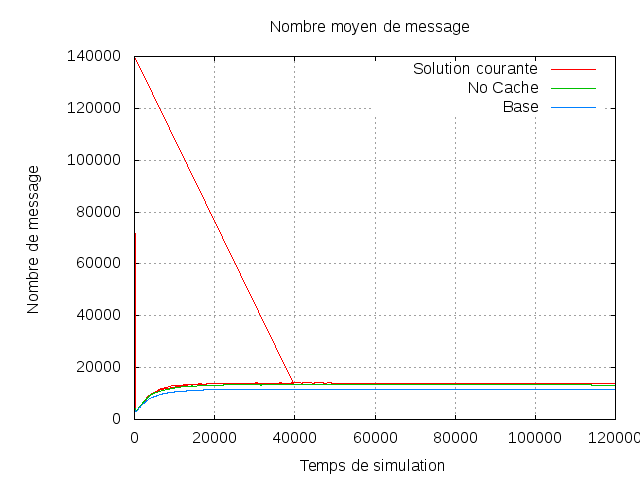 Nombre moyen de message
Solution courante
No Cache
Base
140000
120000
100000
80000
60000
40000
20000
0
Nombre de message
0 20000 40000 60000 80000 100000 120000
Temps de simulation